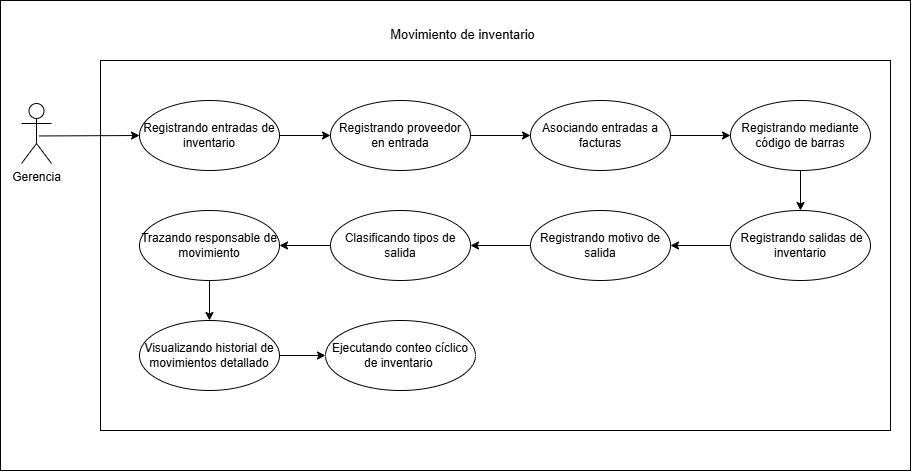 Movimiento de inventario
Gerencia
Registrando entradas de
inventario
Registrando proveedor
en entrada
Asociando entradas a
facturas
Registrando mediante
código de barras
Registrando salidas de
inventario
Registrando motivo de
salida
Clasificando tipos de
salida
Trazando responsable de
movimiento
Visualizando historial de
movimientos detallado
Ejecutando conteo cíclico
de inventario